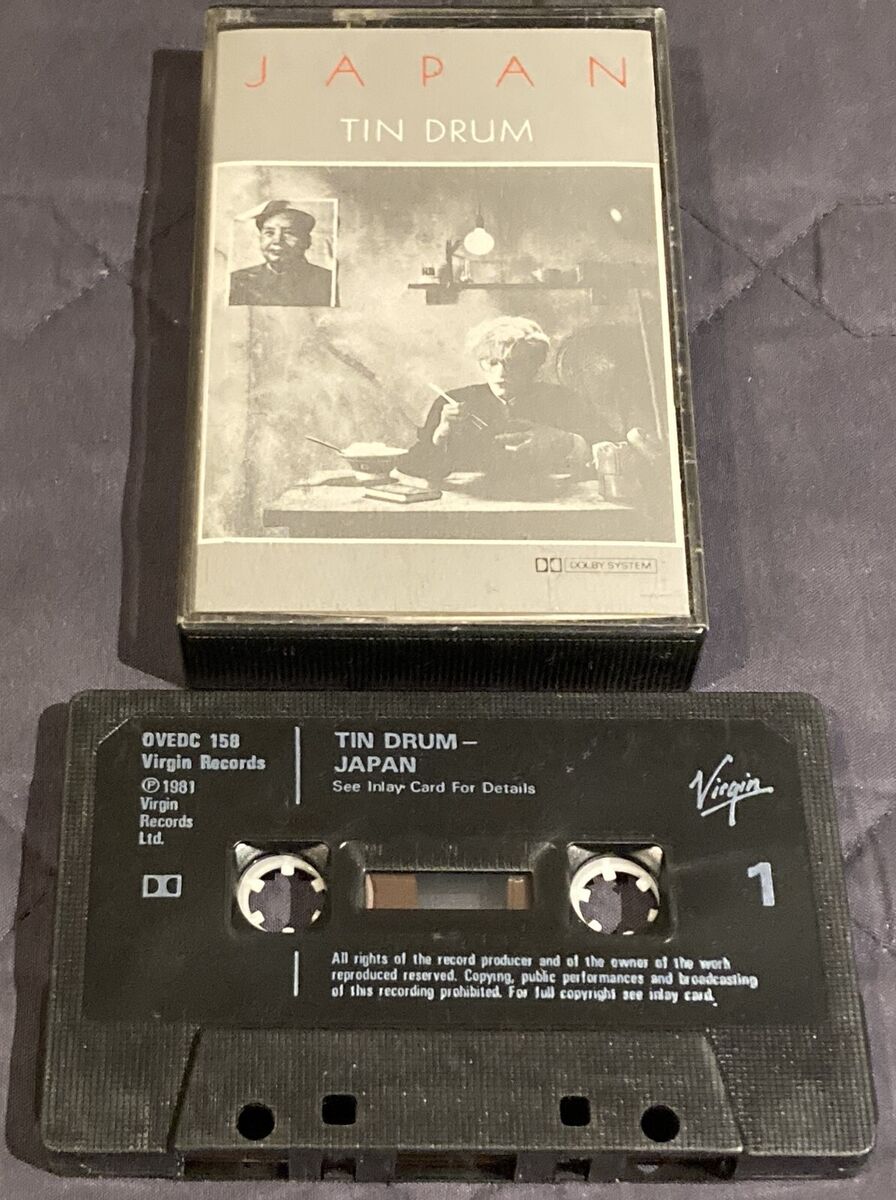 JAPAN
TIN DRUM
DOLBY SYSTEM
OVEDC 158
Virgin Records
Ⓟ 1981
Virgin
Records
Ltd.
TIN DRUM –
JAPAN
See Inlay Card For Details
Virgin
1
All rights of the record producer and of the owner of the work
reproduced reserved. Copying, public performances and broadcasting
of this recording prohibited. For full copyright see inlay card.